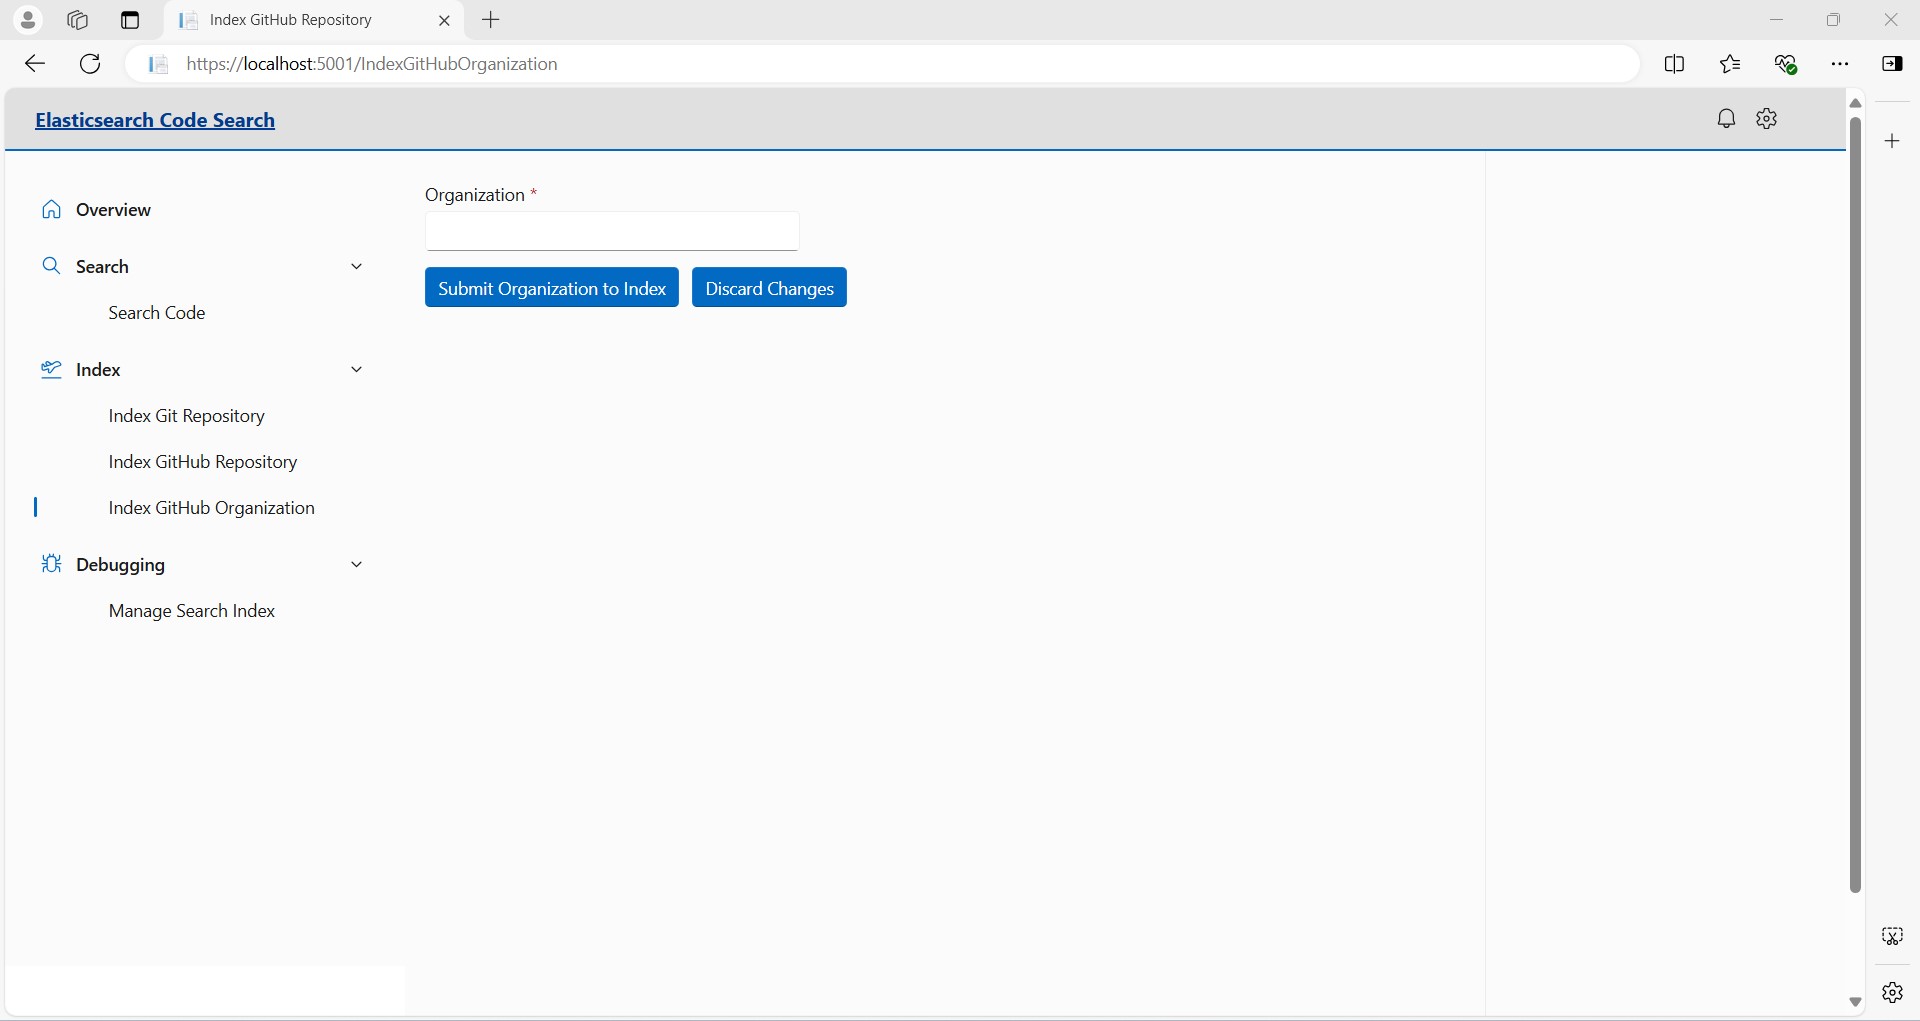 Index GitHub Repository
https://localhost:5001/IndexGitHubOrganization
Elasticsearch Code Search
Overview
Search
Search Code
Index
Index Git Repository
Index GitHub Repository
Index GitHub Organization
Debugging
Manage Search Index
Organization *
Submit Organization to Index
Discard Changes